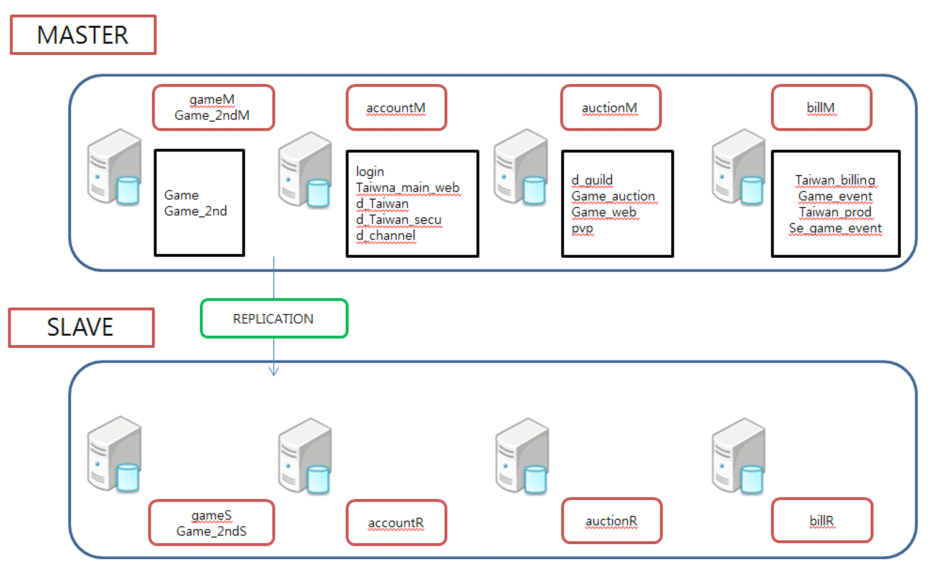 MASTER
gameM
Game_2ndM
accountM
auctionM
billM
Game
Game_2nd
login
Taiwna_main_web
d_Taiwan
d_Taiwan_secu
d_channel
d_guild
Game_auction
Game_web
pvp
Taiwan_billing
Game_event
Taiwan_prod
Se_game_event
REPLICATION
SLAVE
gameS
Game_2ndS
accountR
auctionR
billR